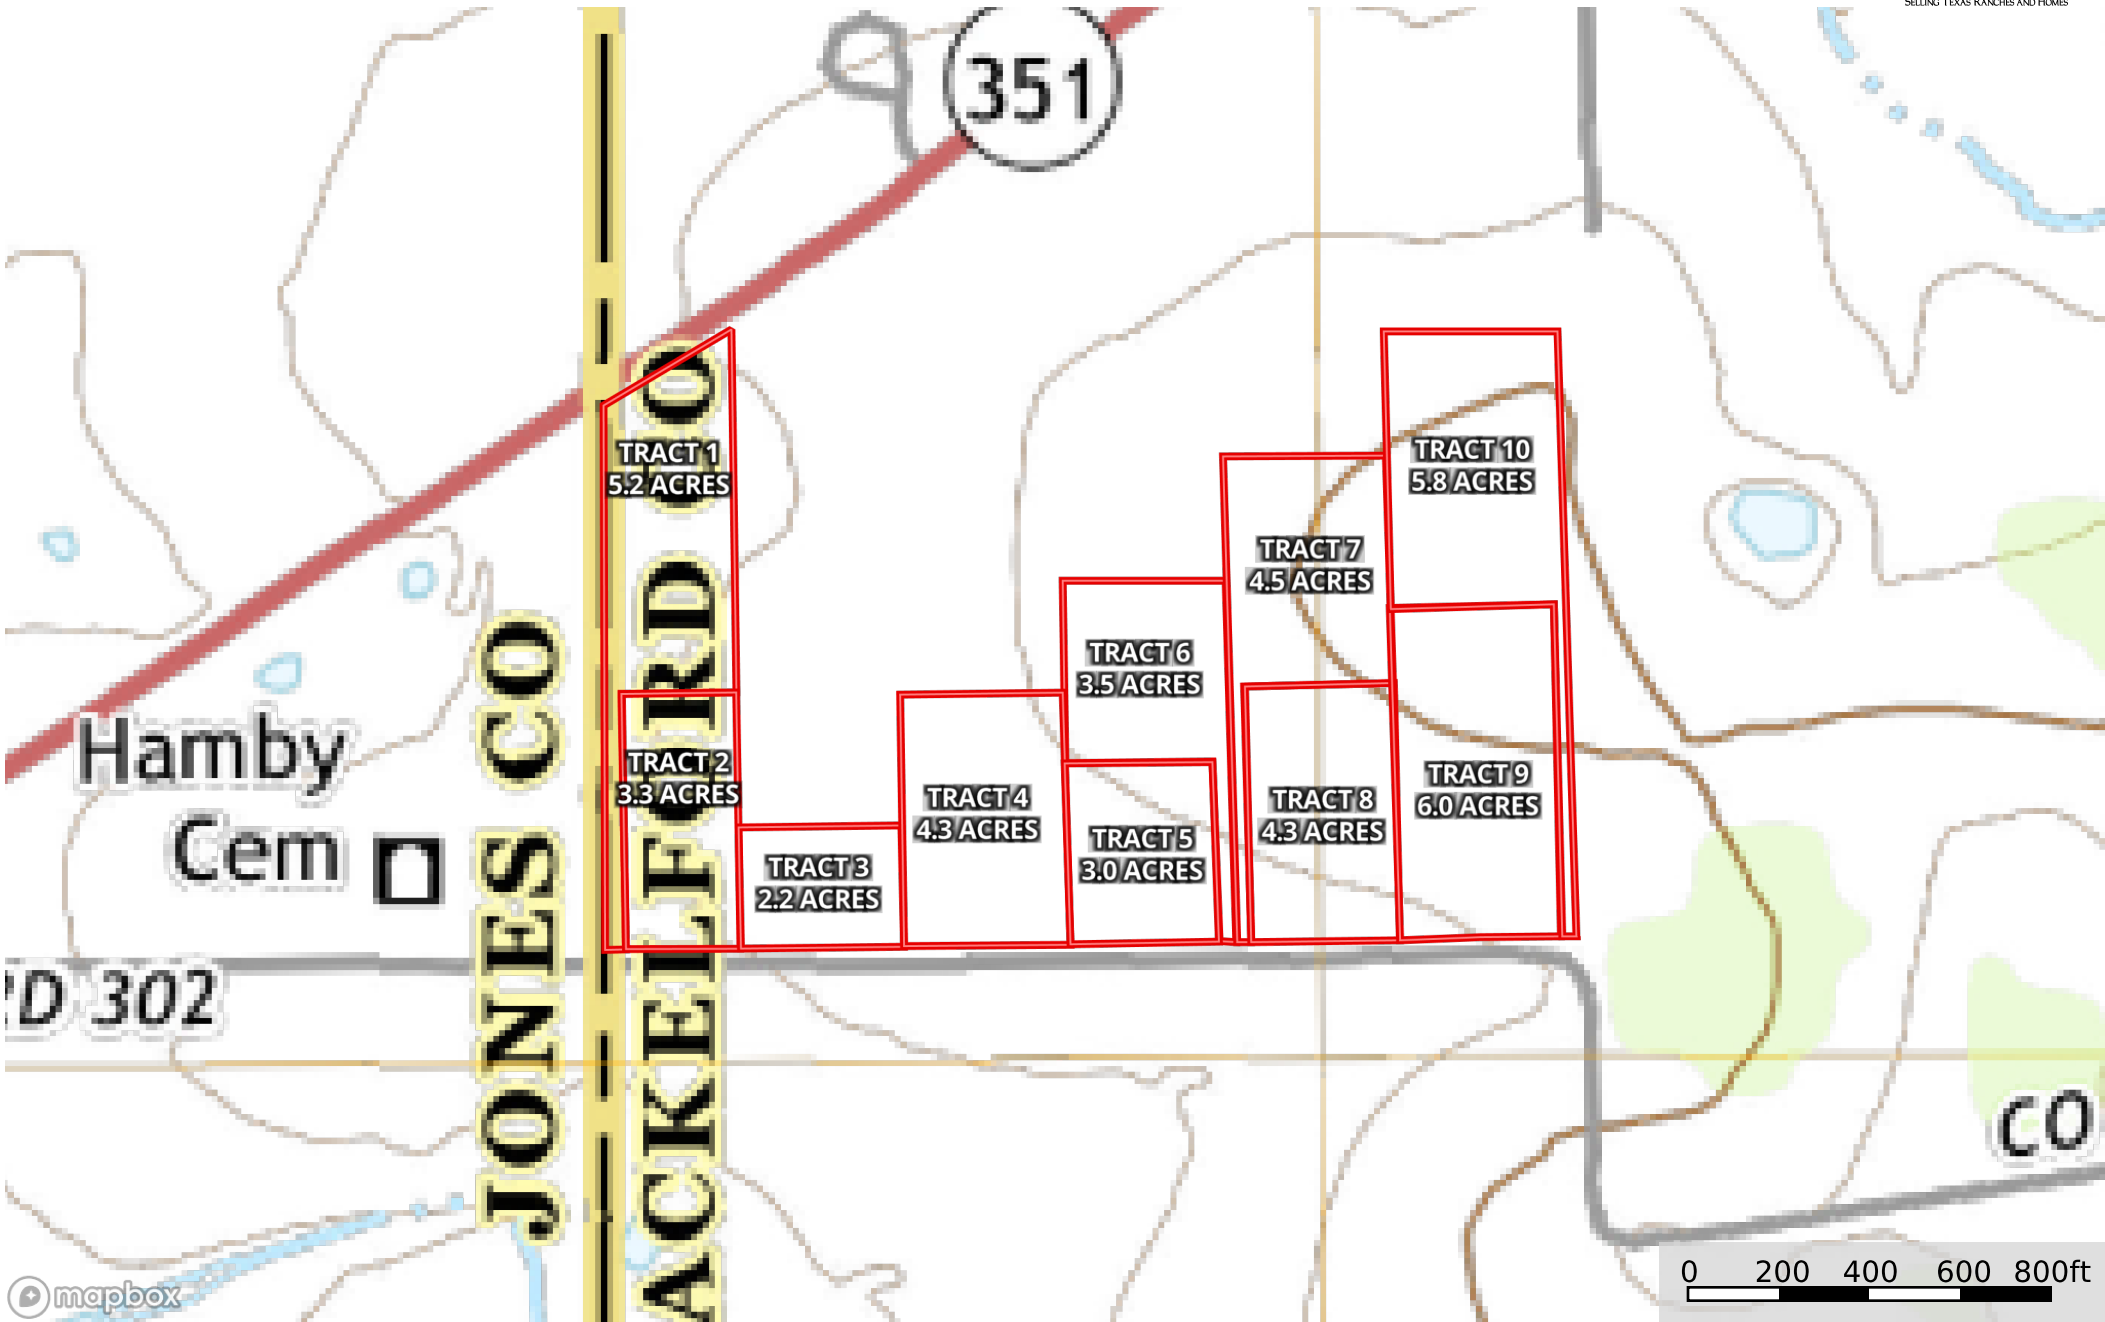 SELLING TEXAS RANCHES AND HOMES
351
TRACT 1
5.2 ACRES
TRACT 10
5.8 ACRES
TRACT 7
4.5 ACRES
TRACT 6
3.5 ACRES
TRACT 2
3.3 ACRES
TRACT 4
4.3 ACRES
TRACT 8
4.3 ACRES
TRACT 9
6.0 ACRES
TRACT 5
3.0 ACRES
TRACT 3
2.2 ACRES
Hamby
Cem
JONES CO
ACKELFORD CO
RD 302
CO
0 200 400 600 800ft
mapbox